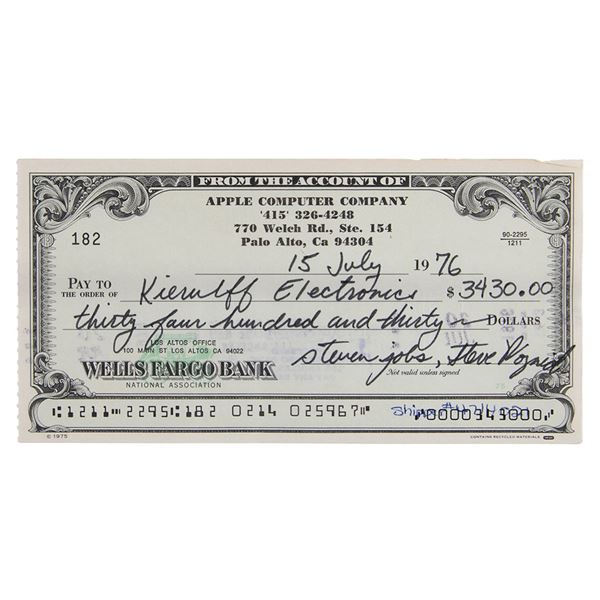 FROM THE ACCOUNT OF
APPLE COMPUTER COMPANY
'415' 326-4248
770 Welch Rd., Ste. 154
Palo Alto, Ca 94304
90-2295
1211
182
15 July 1976
PAY TO
THE ORDER OF Kierulff Electronics $3430.00
thirty four hundred and thirty DOLLARS
LOS ALTOS OFFICE
100 MAIN ST LOS ALTOS CA 94022
WELLS FARGO BANK
NATIONAL ASSOCIATION
steven jobs, Steve Wozniak
Not valid unless signed
75
⑆1211⑉2295⑆182 0214 025967⑈ ⑈0000343000⑈
© 1975
CONTAINS RECYCLED MATERIALS